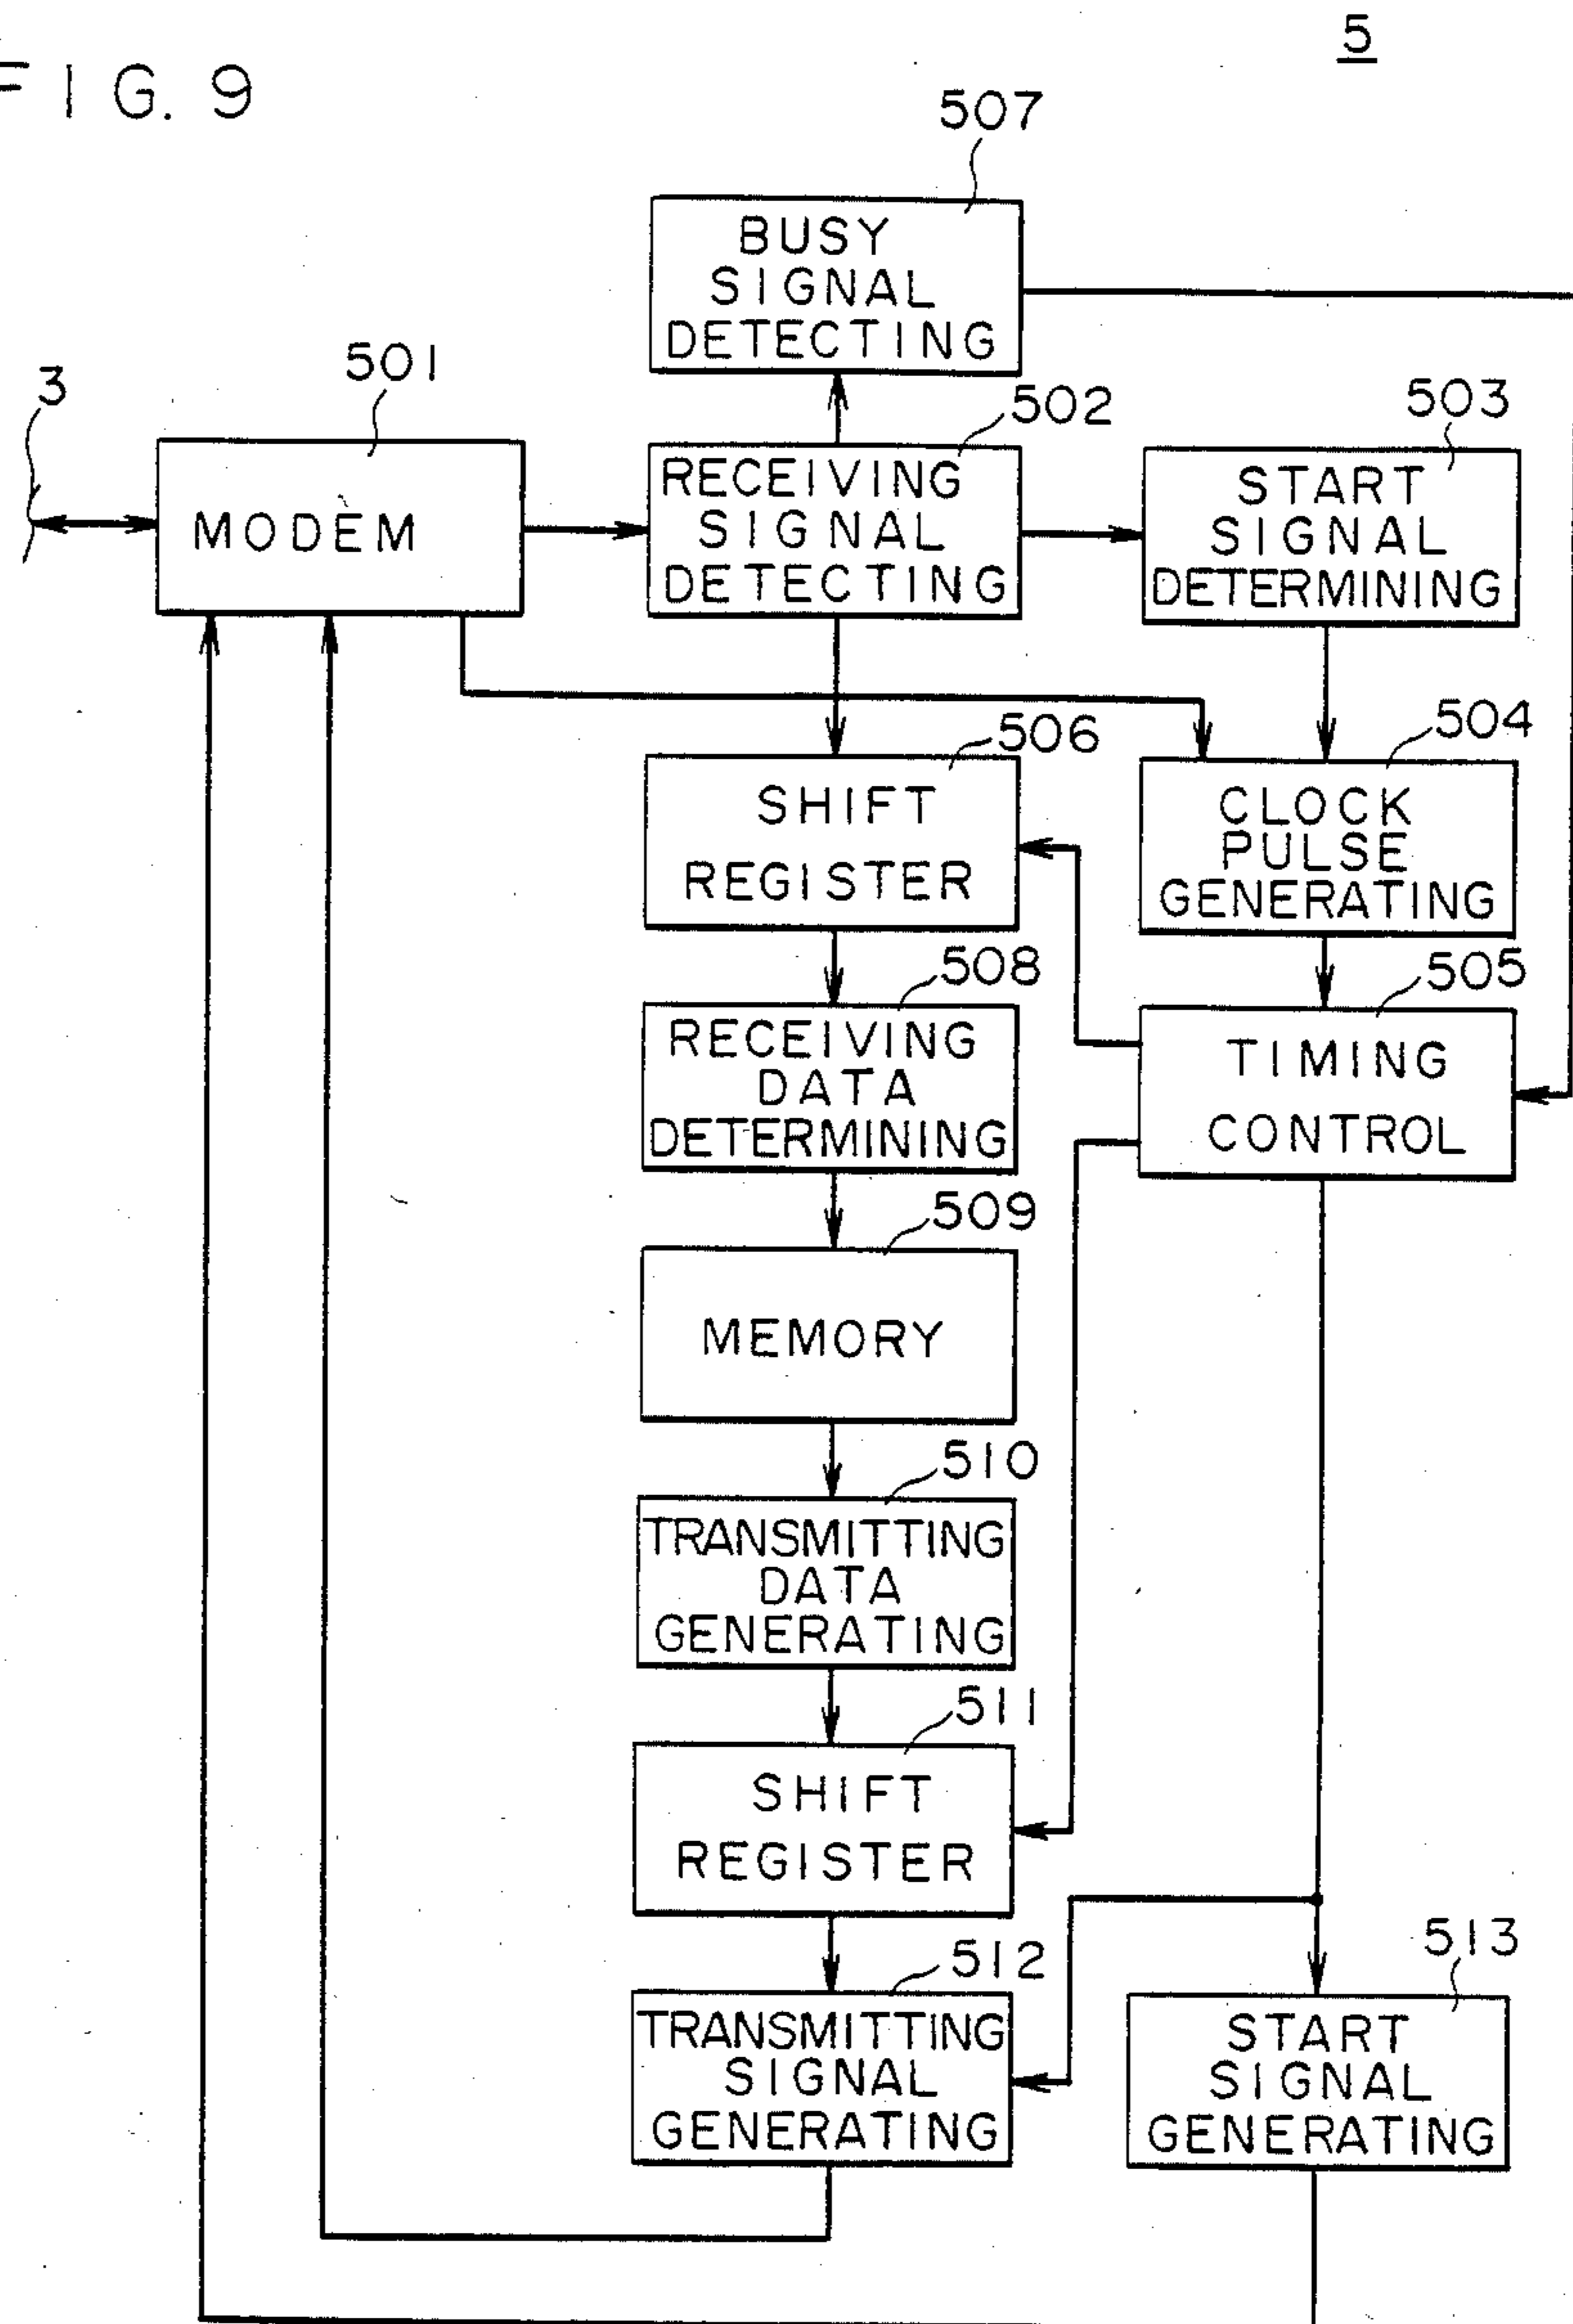 FIG. 9
5
507
BUSY
SIGNAL
DETECTING
3
501
MODEM
502
RECEIVING
SIGNAL
DETECTING
503
START
SIGNAL
DETERMINING
506
SHIFT
REGISTER
504
CLOCK
PULSE
GENERATING
508
RECEIVING
DATA
DETERMINING
505
TIMING
CONTROL
509
MEMORY
510
TRANSMITTING
DATA
GENERATING
511
SHIFT
REGISTER
512
TRANSMITTING
SIGNAL
GENERATING
513
START
SIGNAL
GENERATING